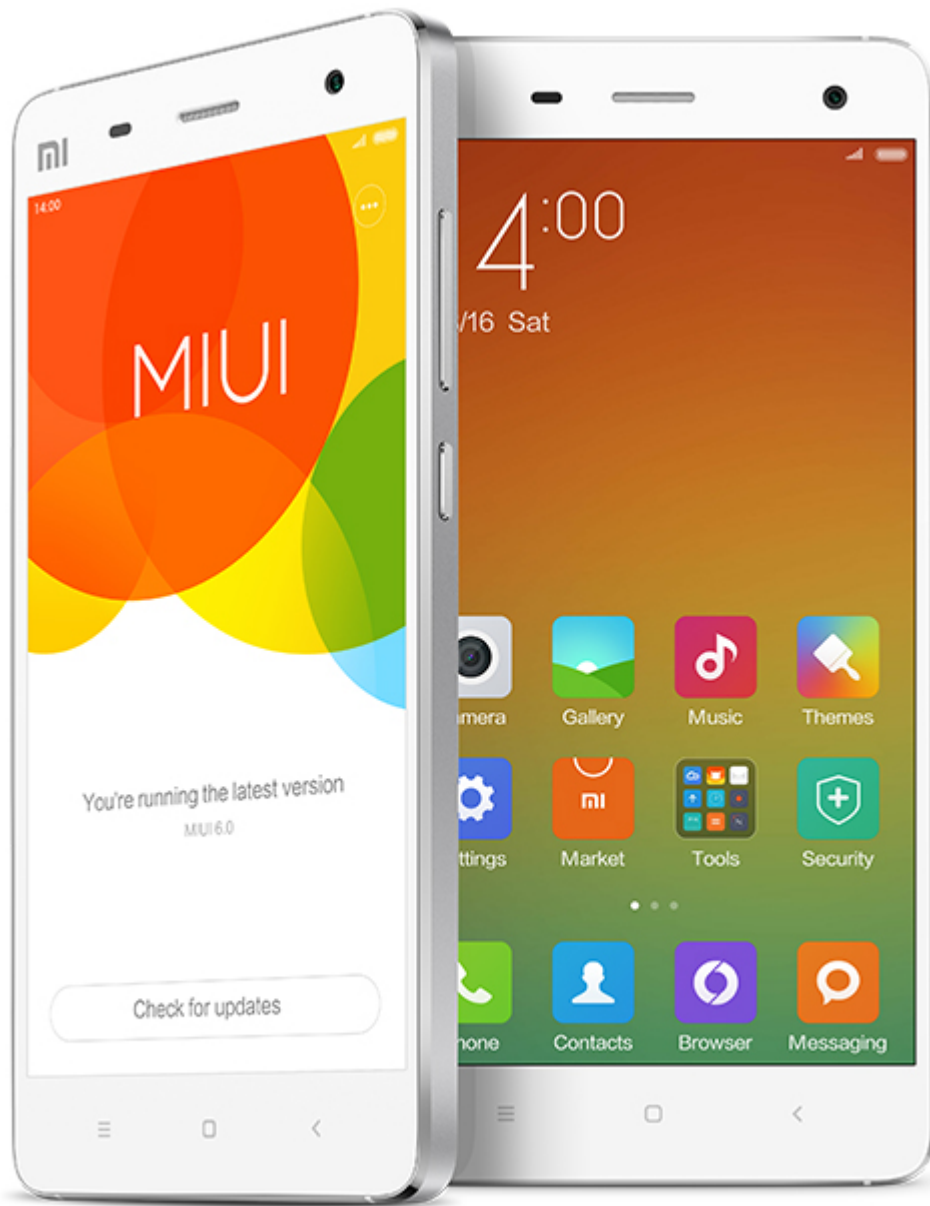 mi
14:00
MIUI
You're running the latest version
MIUI 6.0
Check for updates
4:00
/16 Sat
mera
Gallery
Music
Themes
ttings
Market
mi
Tools
Security
hone
Contacts
Browser
Messaging